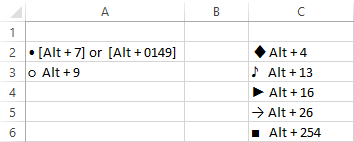 A B C
1
2 • [Alt + 7] or [Alt + 0149] ♦ Alt + 4
3 o Alt + 9 ♪ Alt + 13
4 ► Alt + 16
5 → Alt + 26
6 ■ Alt + 254